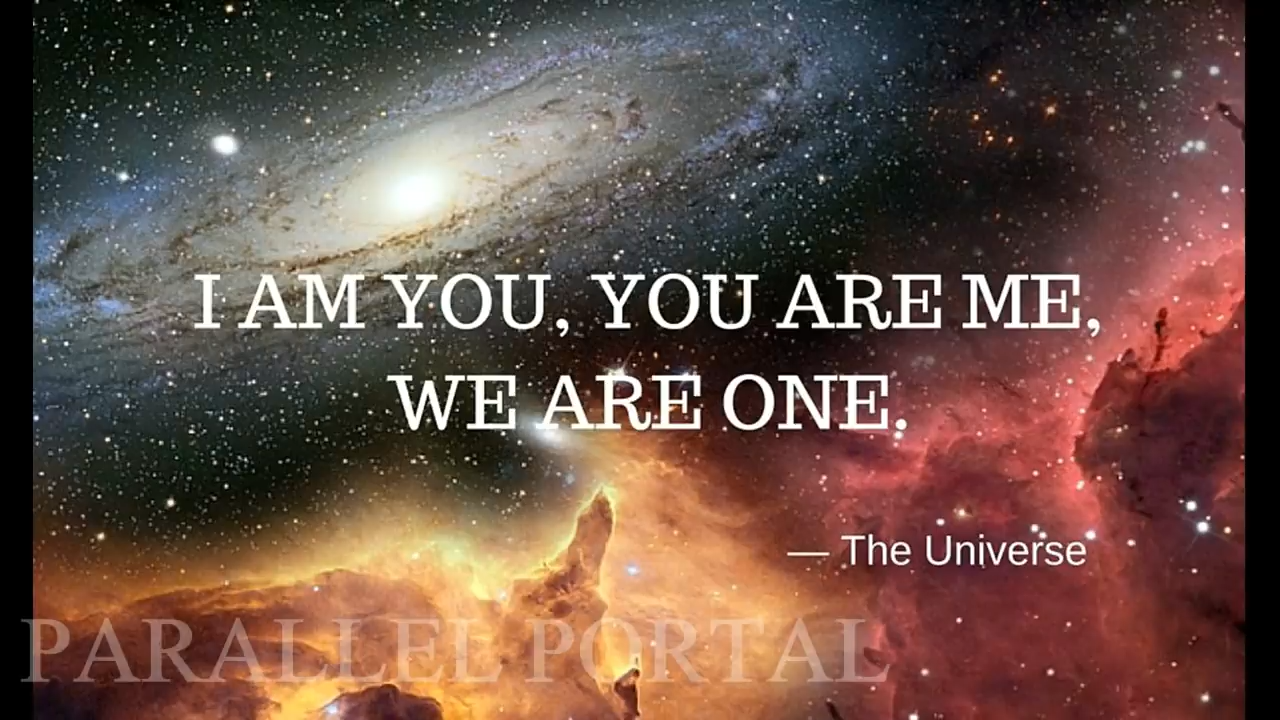 I AM YOU, YOU ARE ME,
WE ARE ONE.
— The Universe
PARALLEL PORTAL